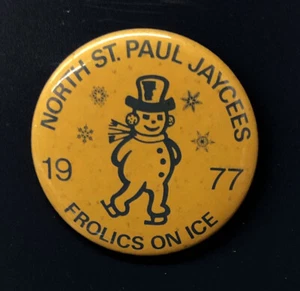 NORTH ST. PAUL JAYCEES
19 77
FROLICS ON ICE